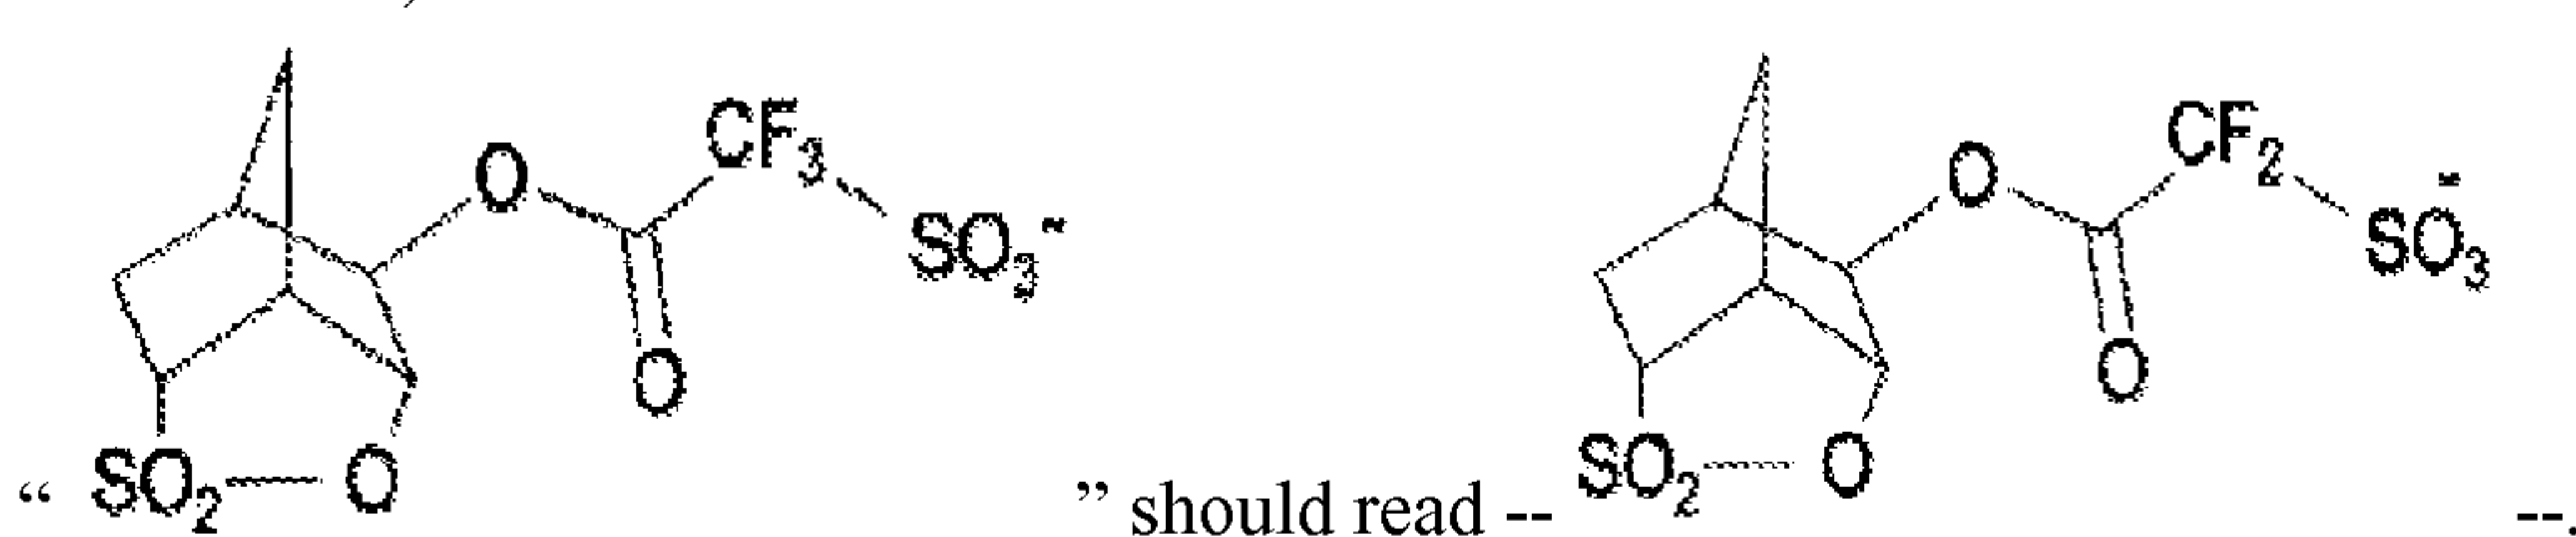 CF₃ CF₂
O O
SO₃⁻ SO₃⁻
O O
“ SO₂ O ” should read -- SO₂ O --.